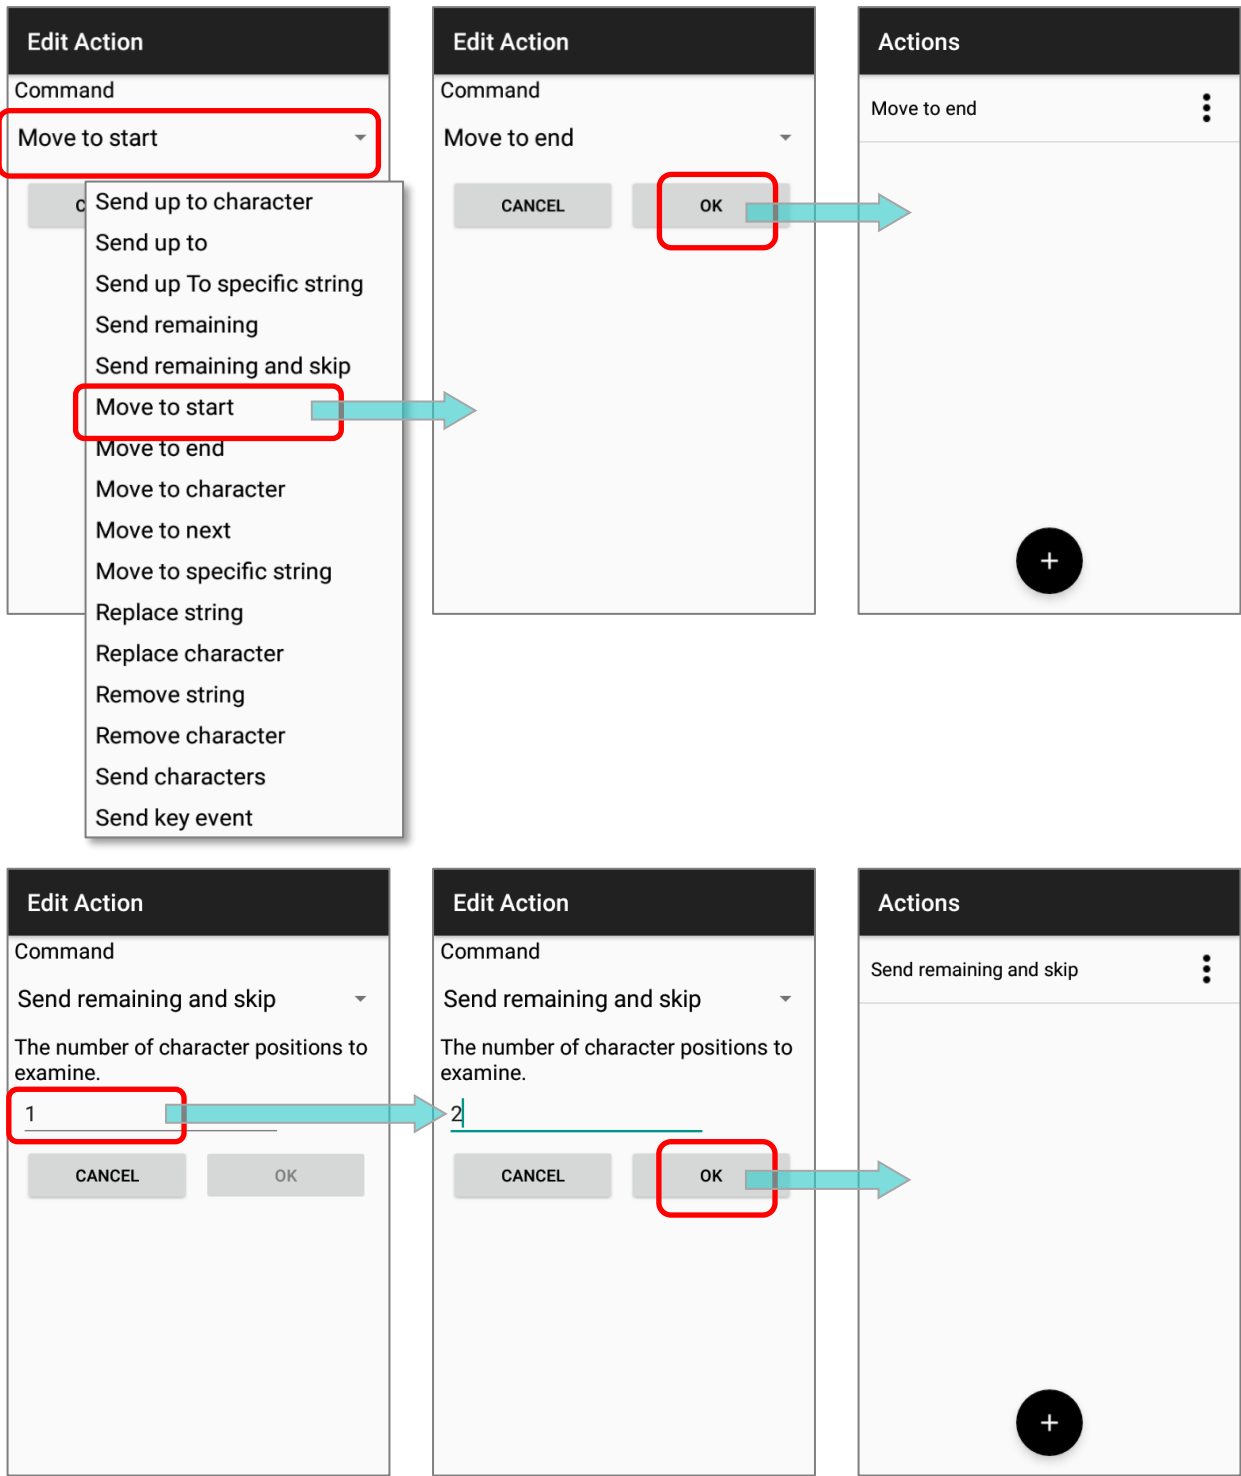 Edit Action
Command
Move to start
C
Send up to character
Send up to
Send up To specific string
Send remaining
Send remaining and skip
Move to start
Move to end
Move to character
Move to next
Move to specific string
Replace string
Replace character
Remove string
Remove character
Send characters
Send key event
Edit Action
Command
Move to end
CANCEL
OK
Actions
Move to end
+
Edit Action
Command
Send remaining and skip
The number of character positions to
examine.
1
CANCEL
OK
Edit Action
Command
Send remaining and skip
The number of character positions to
examine.
2
CANCEL
OK
Actions
Send remaining and skip
+